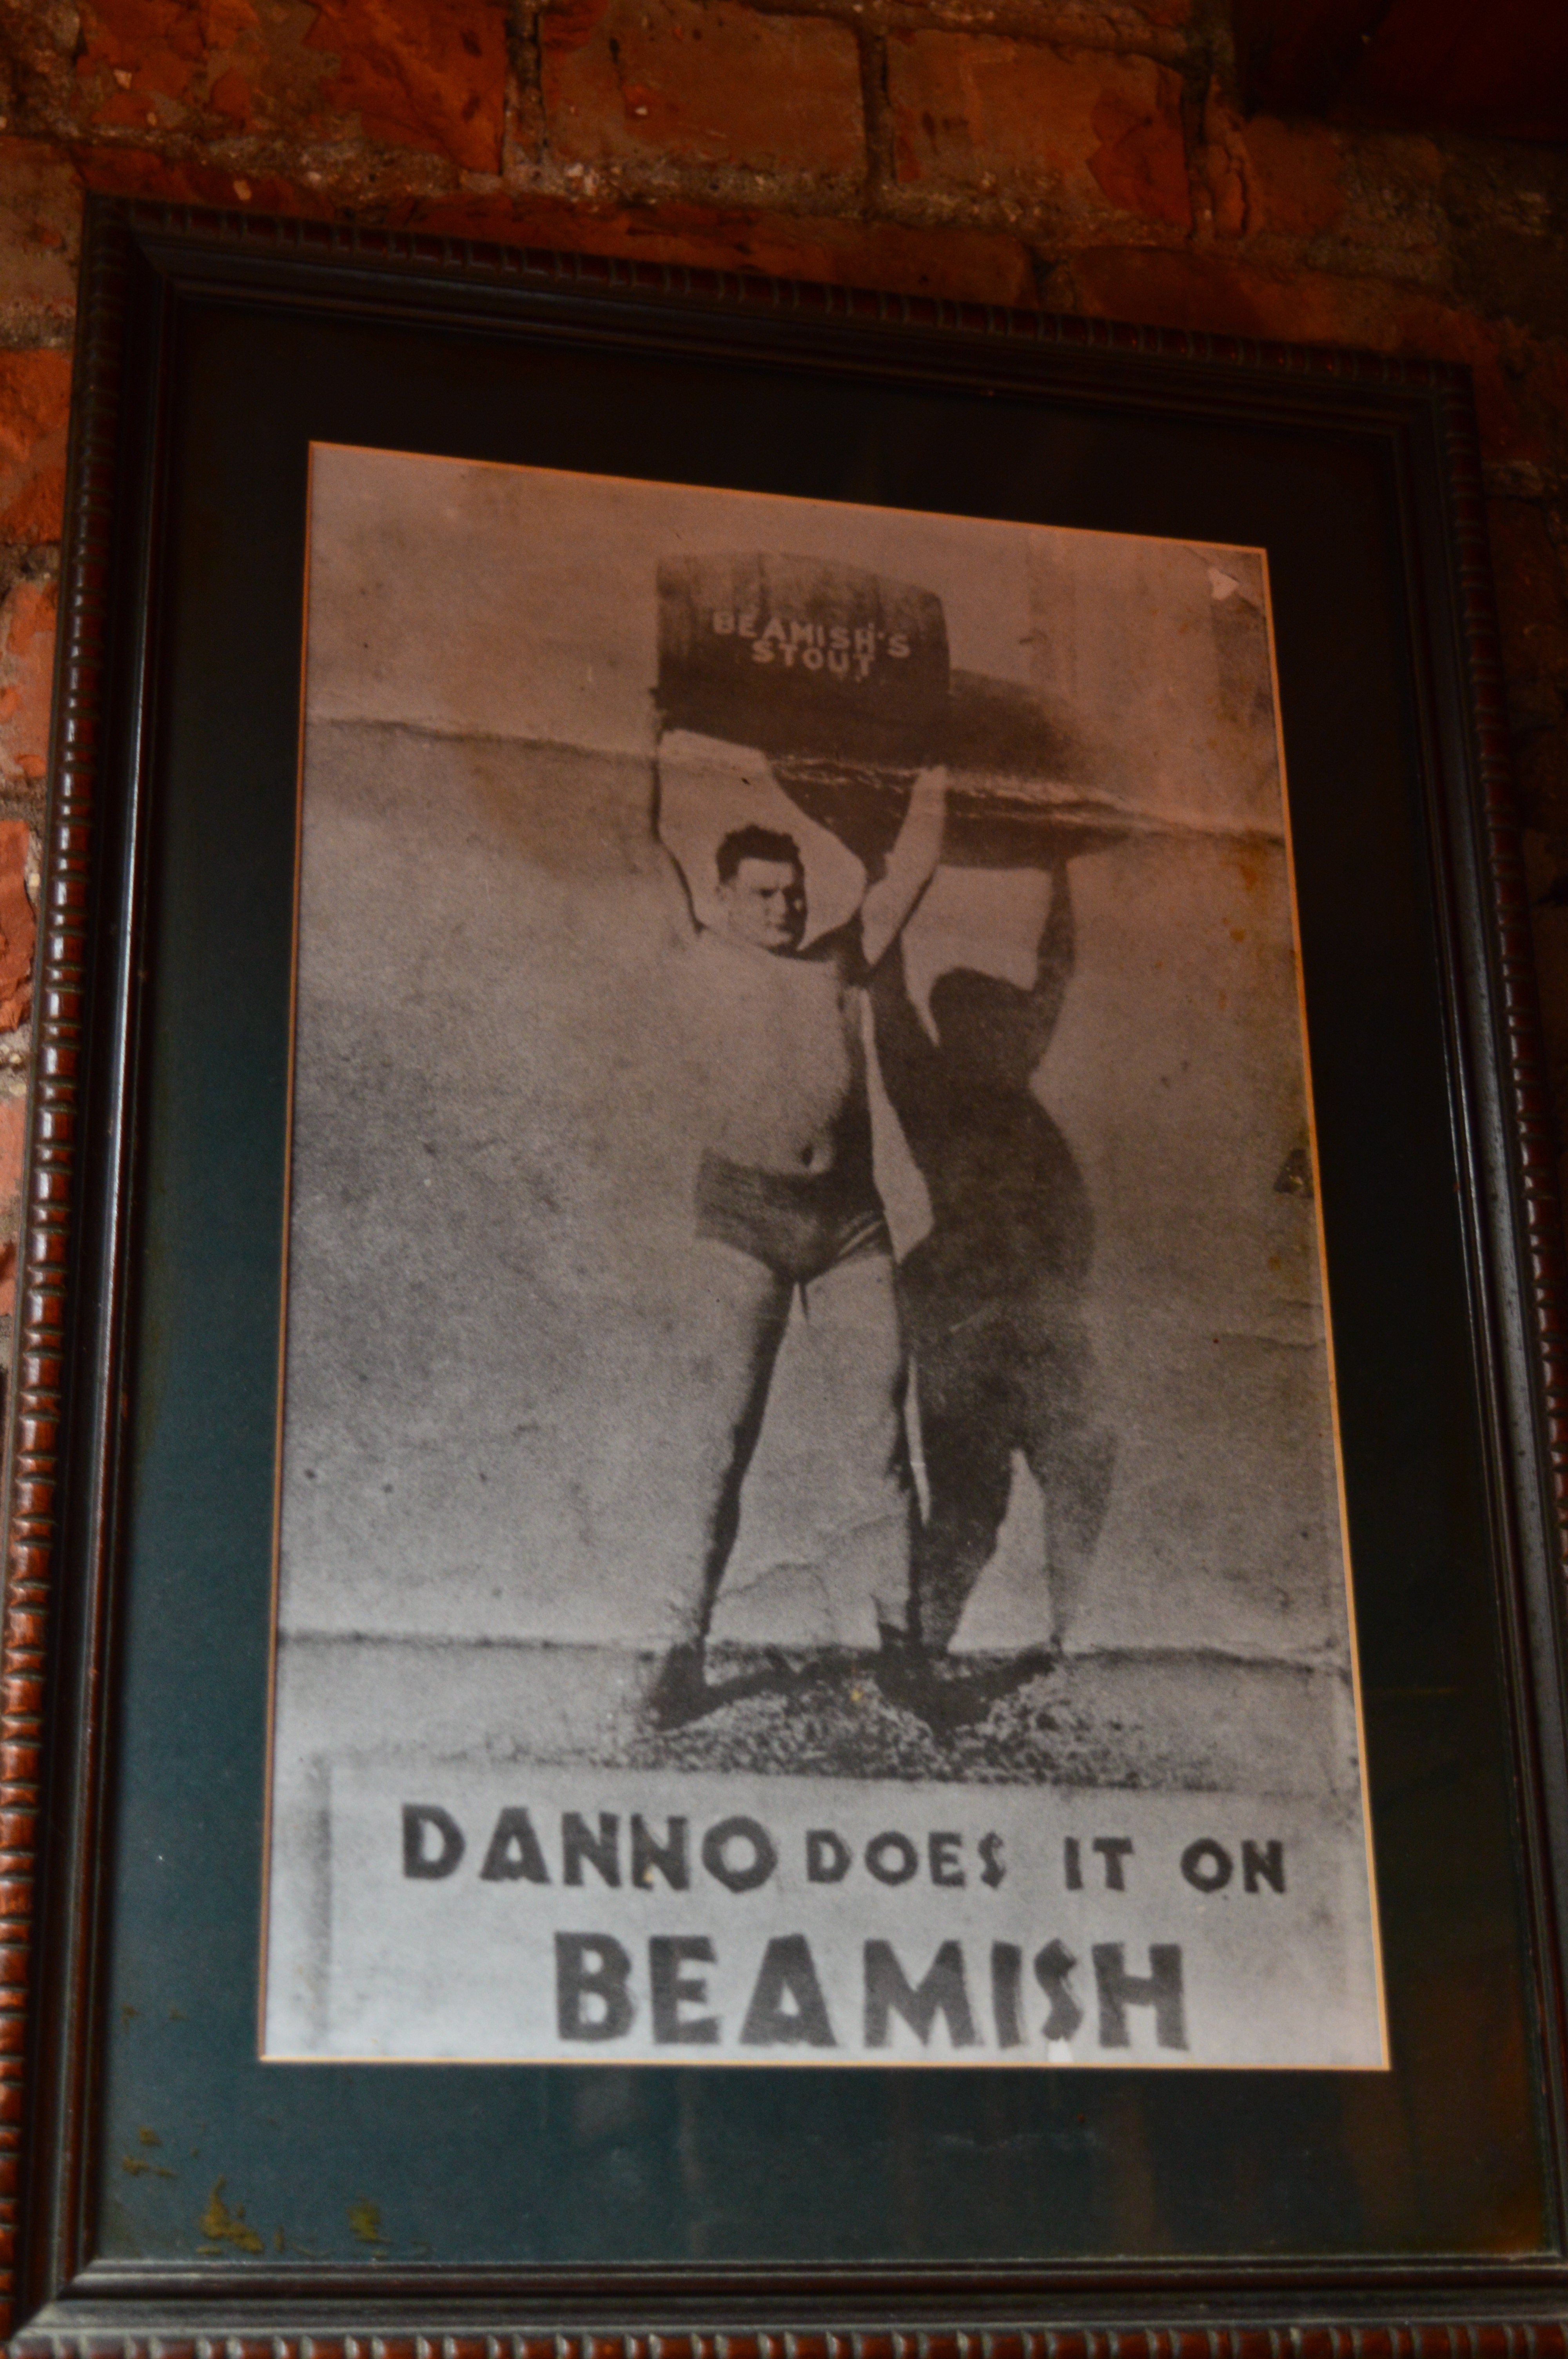 BEAMISH'S
STOUT
DANNO DOES IT ON
BEAMISH